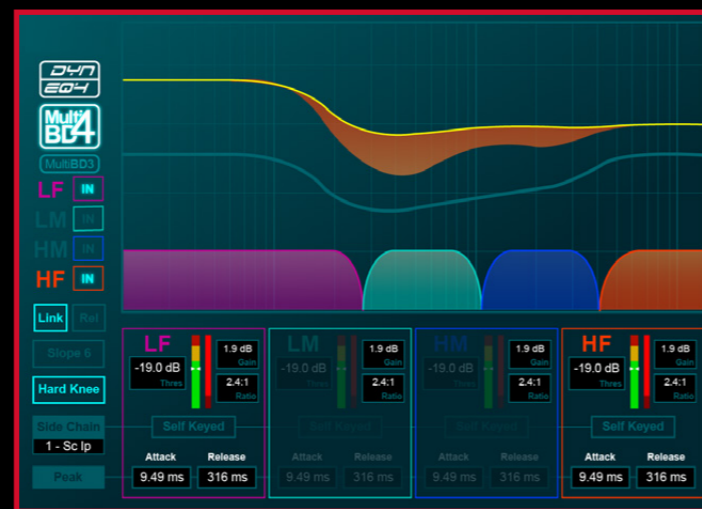 DYN
EQ4
Multi
BD4
MultiBD3
LF IN
LM IN
HM IN
HF IN
Link Rel
Slope 6
Hard Knee
Side Chain
1 - Sc Ip
Peak
LF
-19.0 dB
Thres
1.9 dB
Gain
2.4:1
Ratio
Self Keyed
Attack Release
9.49 ms 316 ms
LM
-19.0 dB
Thres
1.9 dB
Gain
2.4:1
Ratio
Self Keyed
Attack Release
9.49 ms 316 ms
HM
-19.0 dB
Thres
1.9 dB
Gain
2.4:1
Ratio
Self Keyed
Attack Release
9.49 ms 316 ms
HF
-19.0 dB
Thres
1.9 dB
Gain
2.4:1
Ratio
Self Keyed
Attack Release
9.49 ms 316 ms